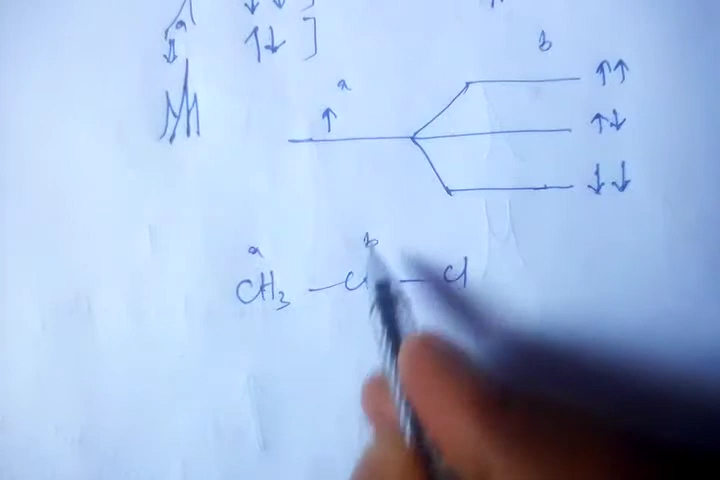 a ↑↓ ]
b
a ↑↑
↑ ↑↓
↓↓
a b
CH₃ — C — Cl